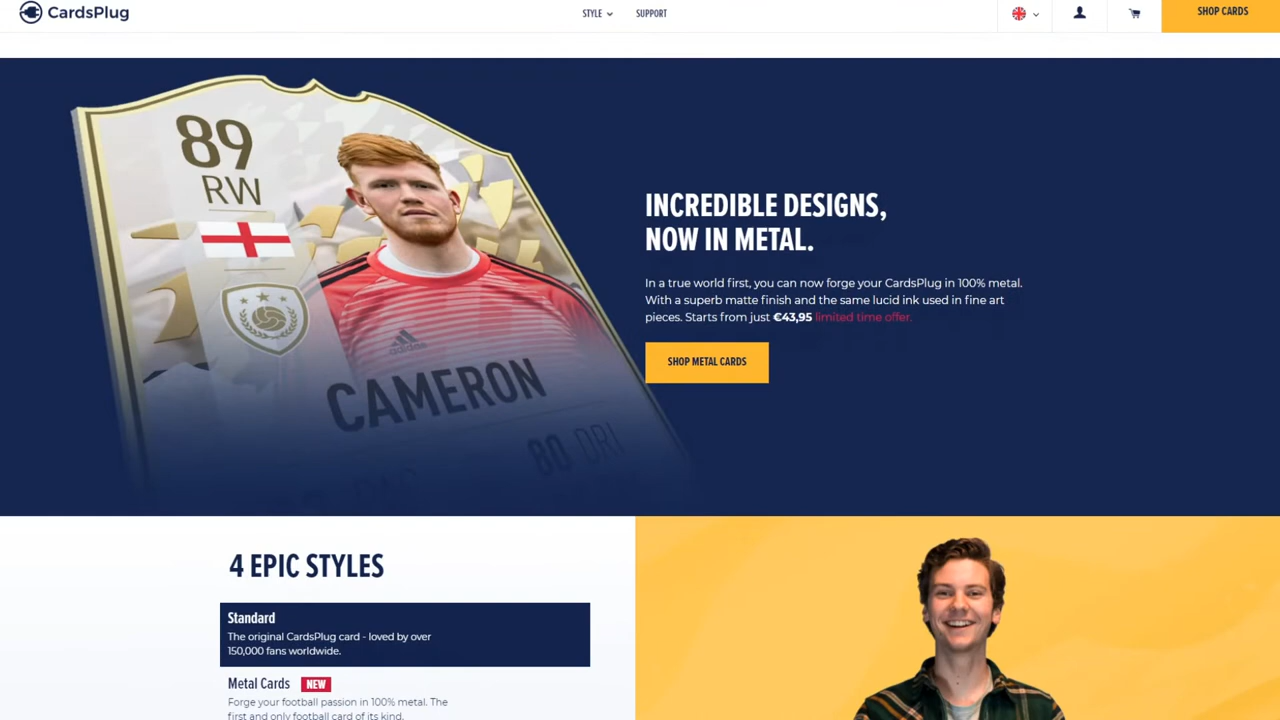 CardsPlug
STYLE
SUPPORT
SHOP CARDS
89
RW
adidas
CAMERON
80 DRI
INCREDIBLE DESIGNS,
NOW IN METAL.
In a true world first, you can now forge your CardsPlug in 100% metal.
With a superb matte finish and the same lucid ink used in fine art
pieces. Starts from just €43,95 limited time offer.
SHOP METAL CARDS
4 EPIC STYLES
Standard
The original CardsPlug card - loved by over
150,000 fans worldwide.
Metal Cards NEW
Forge your football passion in 100% metal. The
first and only football card of its kind.